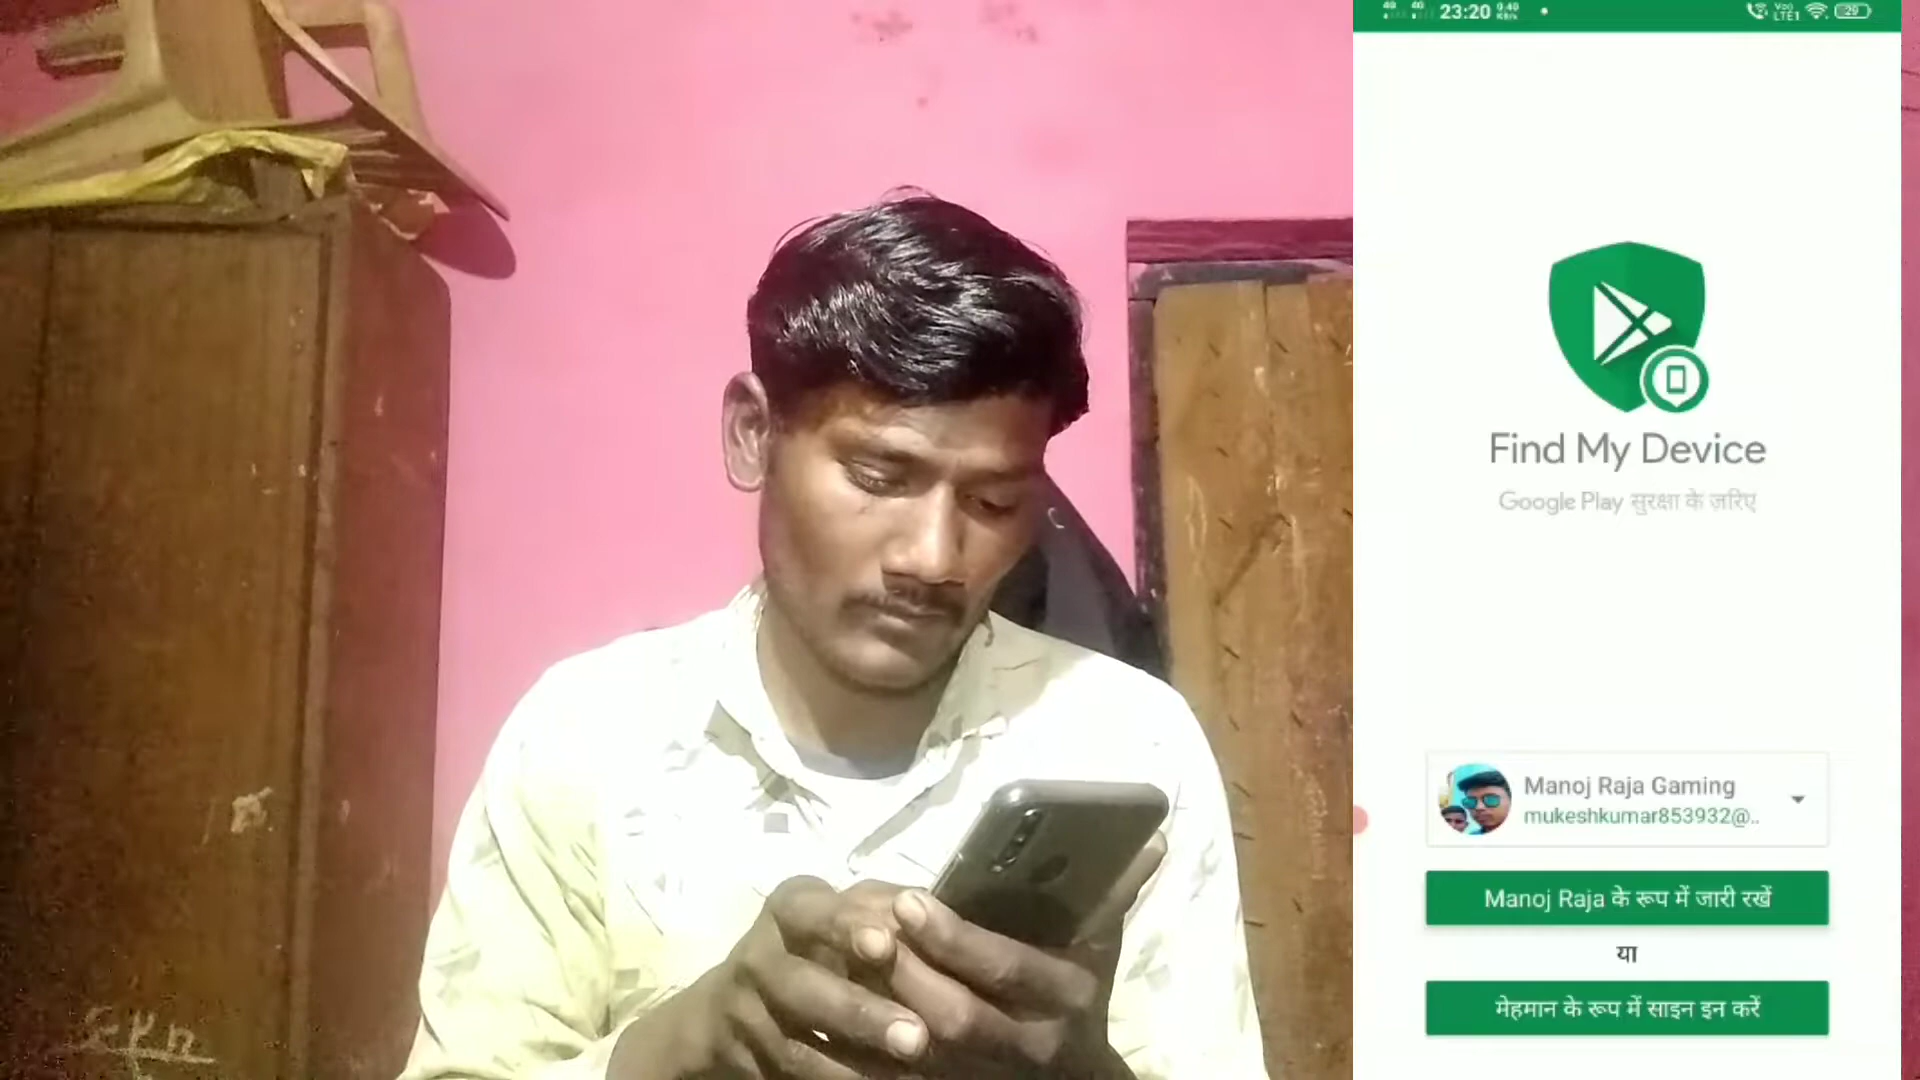 23:20
29
Find My Device
Google Play सुरक्षा के ज़रिए
Manoj Raja Gaming
mukeshkumar853932@..
Manoj Raja के रूप में जारी रखें
या
मेहमान के रूप में साइन इन करें